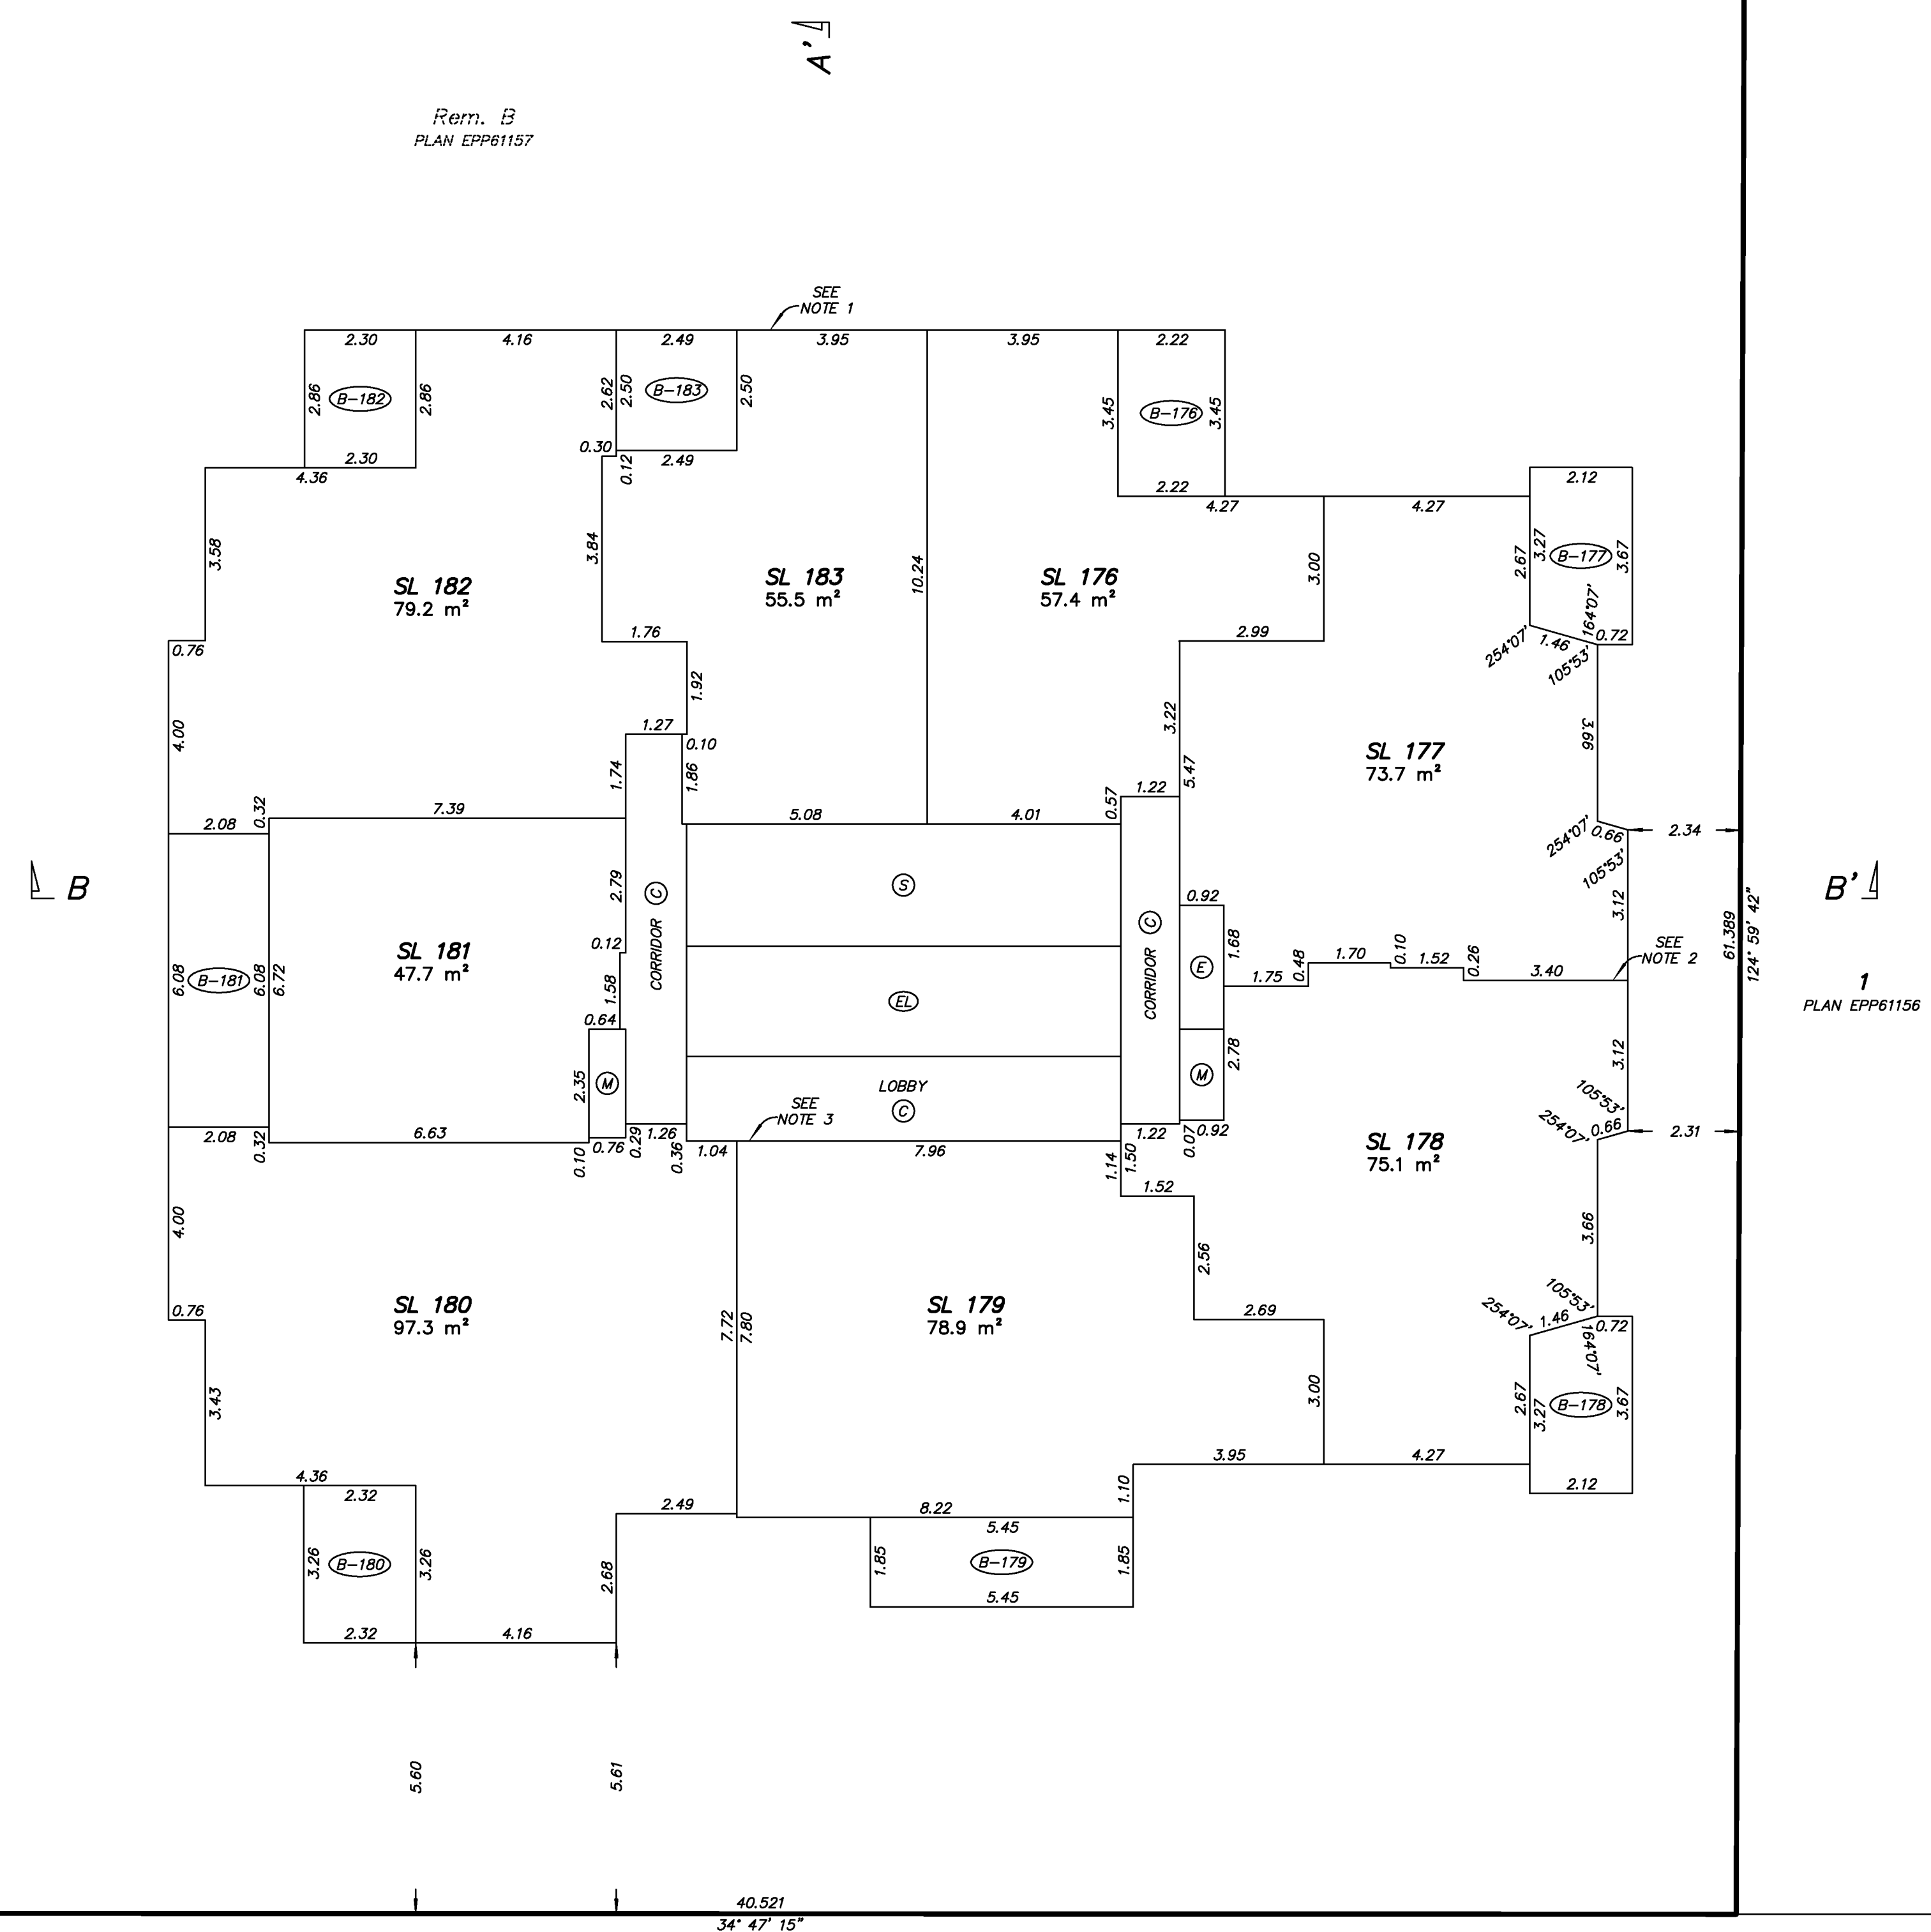 A'
Rem. B
PLAN EPP61157
SEE
NOTE 1
2.30
4.16
2.49
3.95
3.95
2.22
2.86
B-182
2.86
2.62
2.50
B-183
2.50
3.45
B-176
3.45
0.30
0.12
2.49
2.30
4.36
2.22
4.27
4.27
2.12
3.58
3.84
10.24
3.00
2.67
3.27
B-177
3.67
SL 182
79.2 m²
SL 183
55.5 m²
SL 176
57.4 m²
164°07'
0.76
1.76
2.99
254°07'
1.46
0.72
105°53'
1.92
3.22
4.00
1.27
0.10
3.66
SL 177
73.7 m²
1.74
1.86
5.47
1.22
0.57
2.08
0.32
7.39
5.08
4.01
254°07'
0.66
105°53'
2.34
B
2.79
C
S
0.92
3.12
B'
61.389
124° 59' 42"
0.12
CORRIDOR
CORRIDOR
C
1.68
SL 181
47.7 m²
6.08
B-181
6.08
6.72
1.58
EL
E
1.75
0.48
1.70
0.10
1.52
0.26
3.40
SEE
NOTE 2
1
PLAN EPP61156
0.64
2.35
M
LOBBY
C
M
2.78
3.12
SEE
NOTE 3
105°53'
254°07'
0.66
2.31
2.08
0.32
6.63
0.10
0.76
0.29
1.26
0.36
1.04
7.96
1.14
1.50
1.22
0.07
0.92
SL 178
75.1 m²
1.52
4.00
2.56
3.66
0.76
SL 180
97.3 m²
7.72
7.80
SL 179
78.9 m²
2.69
105°53'
254°07'
1.46
0.72
164°07'
3.43
3.00
2.67
3.27
B-178
3.67
4.36
2.32
3.95
4.27
2.12
1.10
2.49
8.22
5.45
3.26
B-180
3.26
2.68
1.85
B-179
1.85
5.45
2.32
4.16
5.60
5.61
40.521
34° 47' 15"